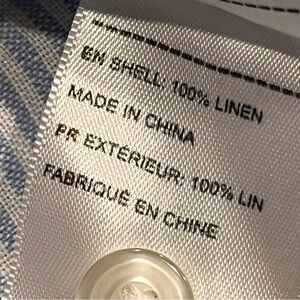 EN SHELL: 100% LINEN
MADE IN CHINA
FR EXTÉRIEUR: 100% LIN
FABRIQUÉ EN CHINE